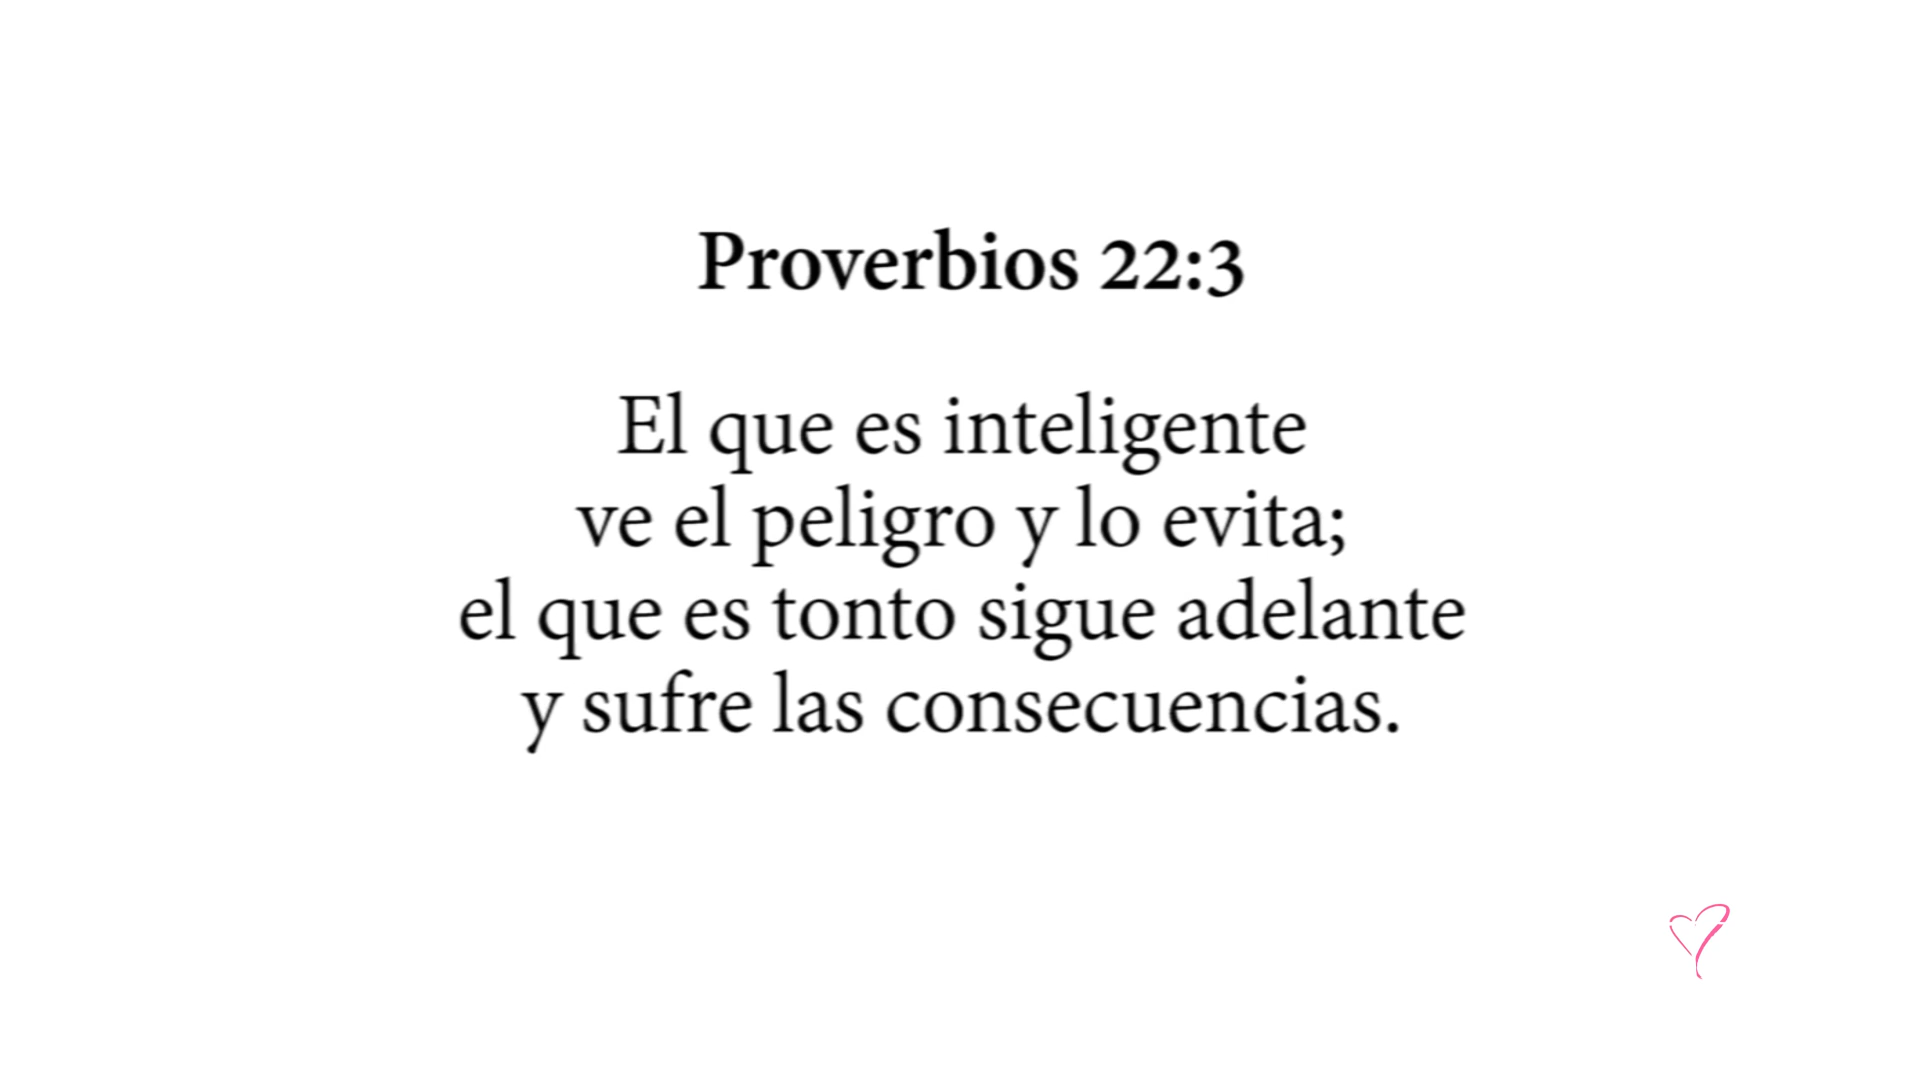 Proverbios 22:3
El que es inteligente
ve el peligro y lo evita;
el que es tonto sigue adelante
y sufre las consecuencias.